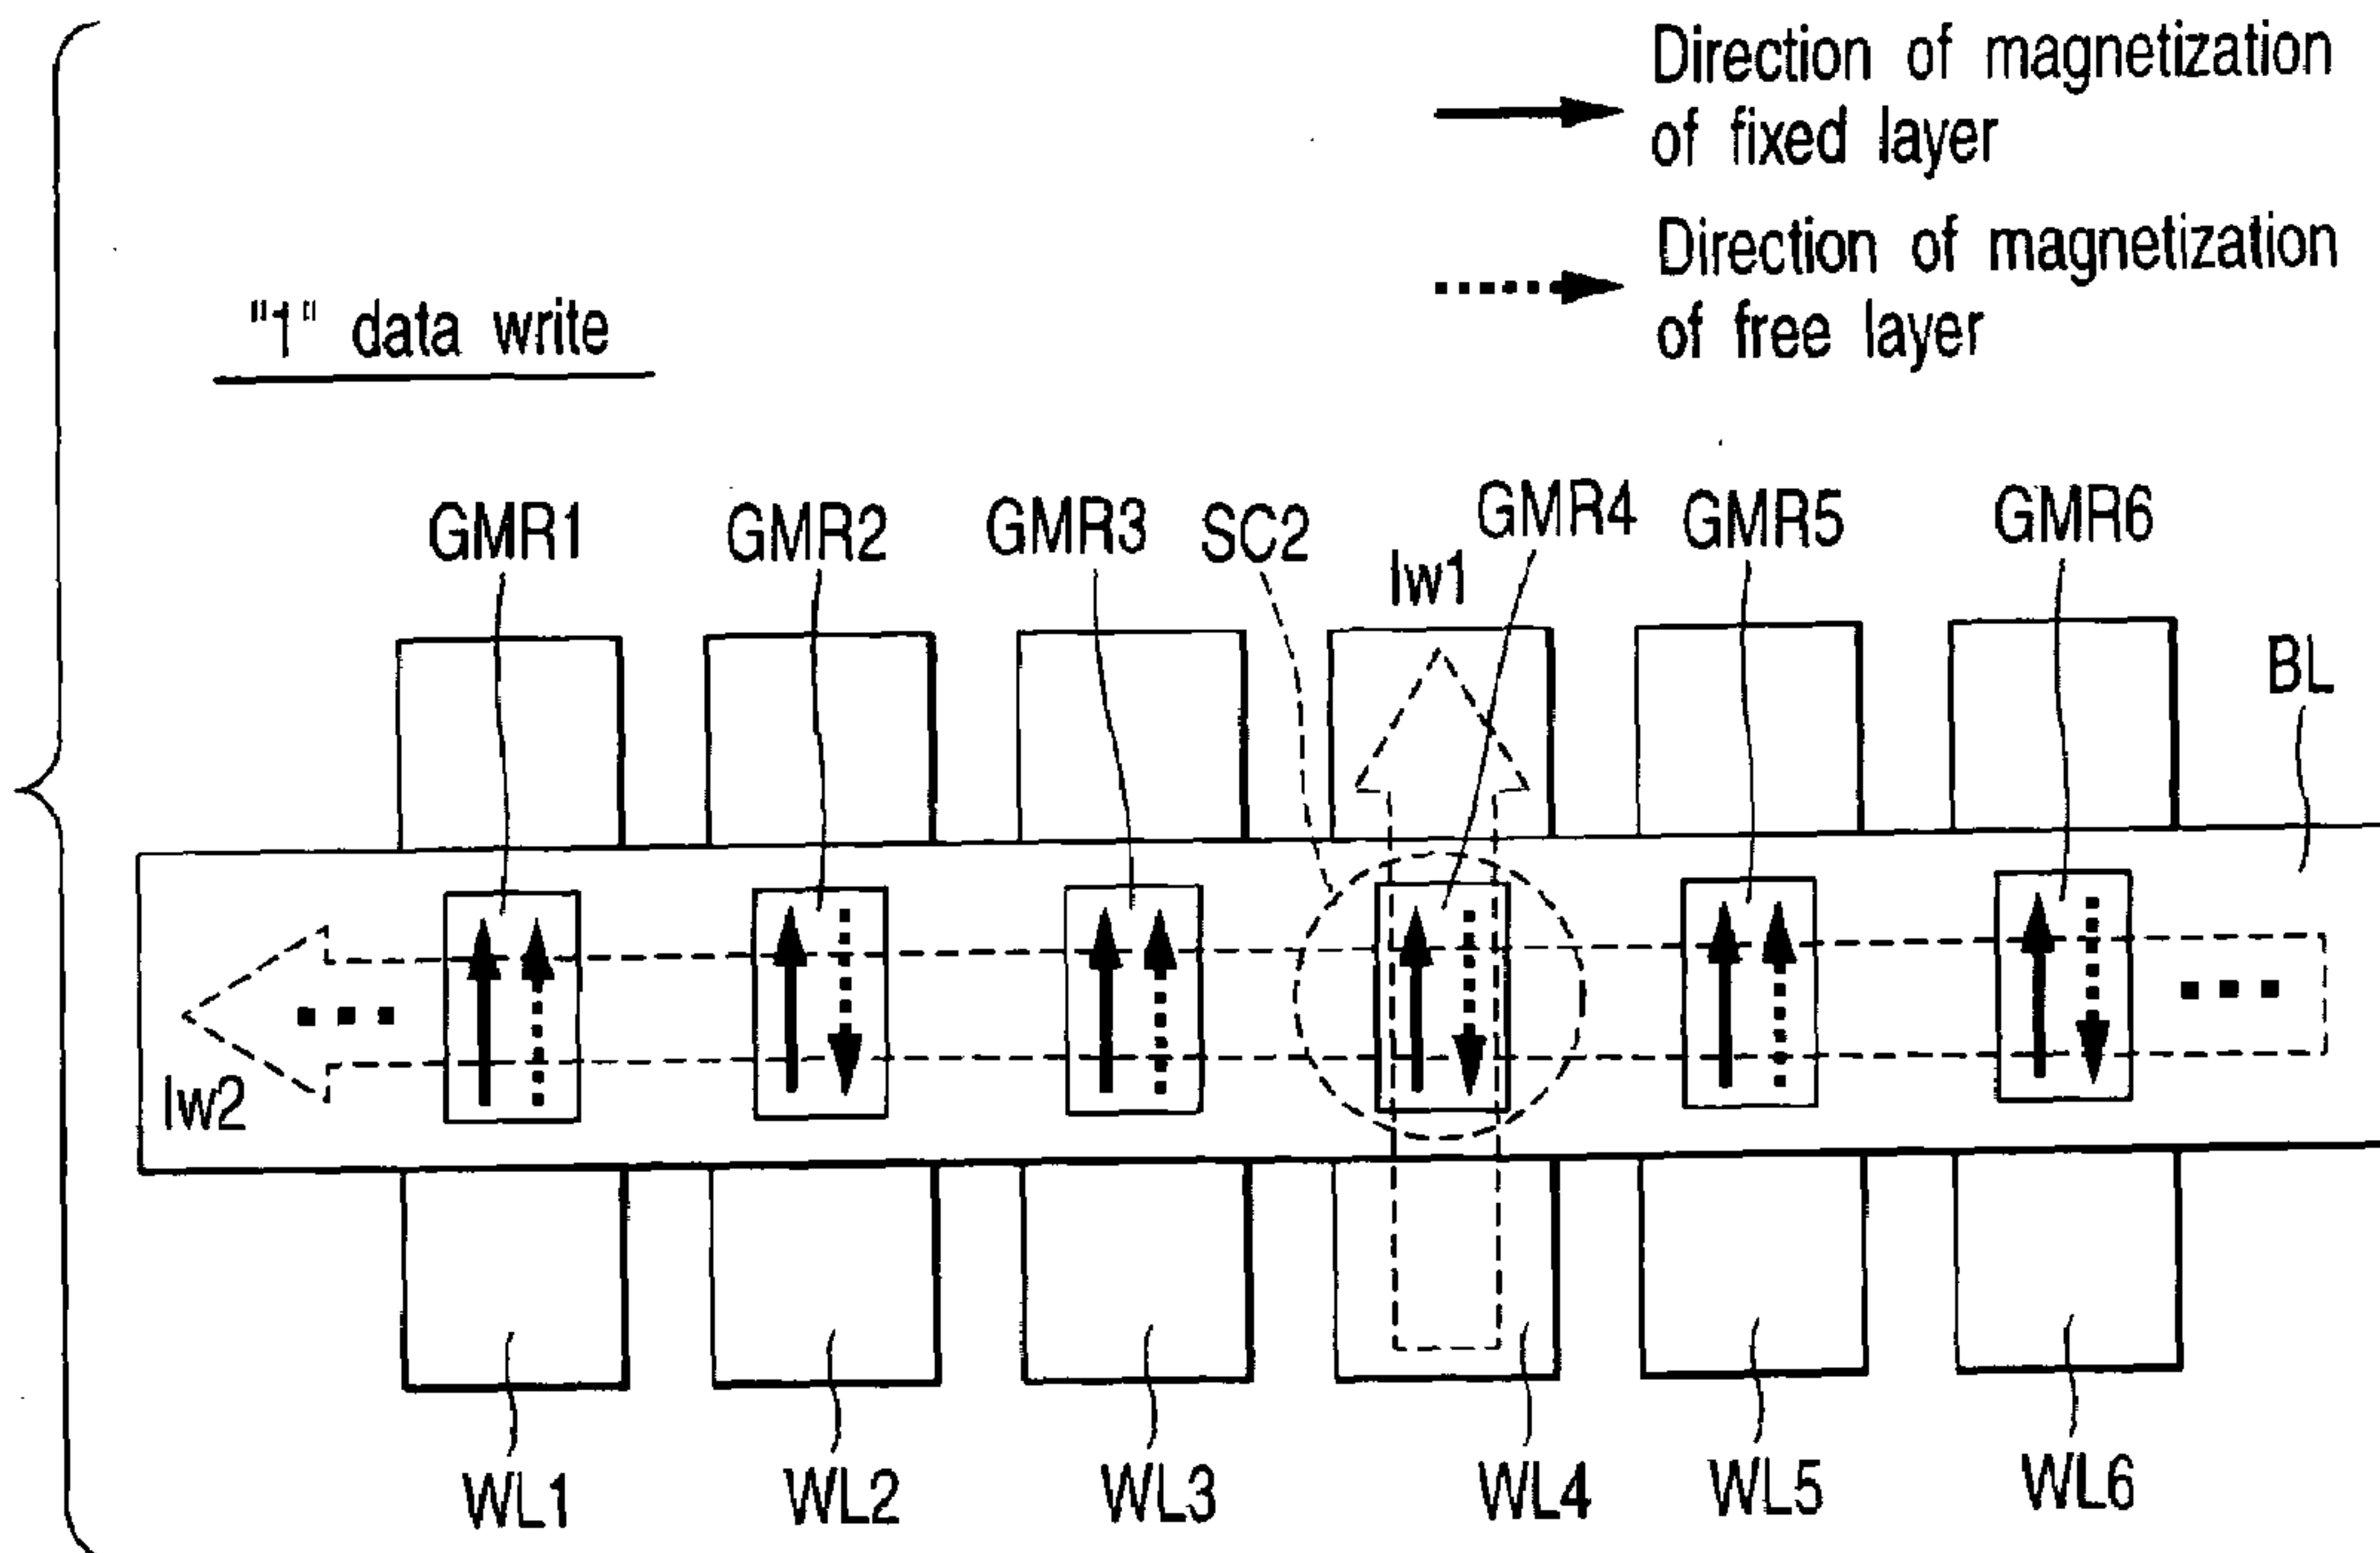 Direction of magnetization
of fixed layer
Direction of magnetization
of free layer
"1" data write
GMR1
GMR2
GMR3
SC2
Iw1
GMR4
GMR5
GMR6
BL
Iw2
WL1
WL2
WL3
WL4
WL5
WL6